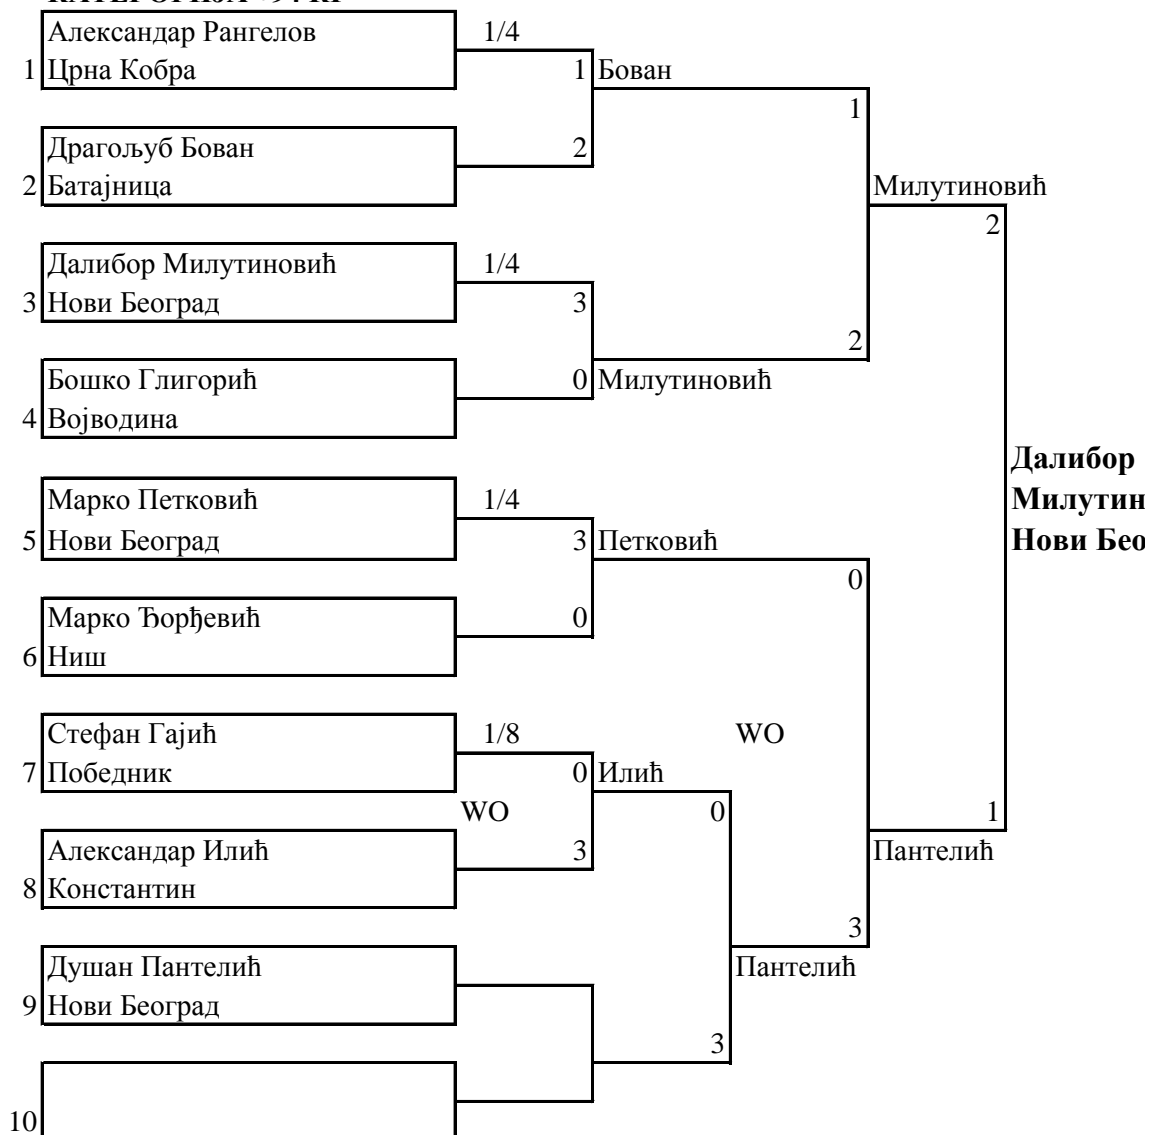 Александар Рангелов 1/4
1 Црна Кобра 1 Бован
1
Драгољуб Бован 2
2 Батајница Милутиновић
2
Далибор Милутиновић 1/4
3 Нови Београд 3
2
Бошко Глигорић 0 Милутиновић
4 Војводина
Далибор
Марко Петковић 1/4 Милутин
5 Нови Београд 3 Петковић Нови Бео
0
Марко Ђорђевић 0
6 Ниш
Стефан Гајић 1/8 WO
7 Победник 0 Илић
WO 0 1
Александар Илић 3 Пантелић
8 Константин
3
Душан Пантелић Пантелић
9 Нови Београд
3
10